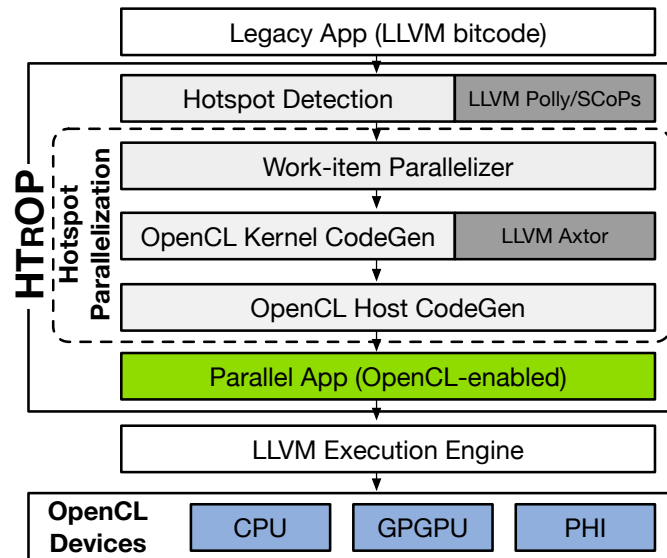 Legacy App (LLVM bitcode)
HTROP
Hotspot Detection
LLVM Polly/SCoPs
Hotspot
Parallelization
Work-item Parallelizer
OpenCL Kernel CodeGen
LLVM Axtor
OpenCL Host CodeGen
Parallel App (OpenCL-enabled)
LLVM Execution Engine
OpenCL
Devices
CPU
GPGPU
PHI